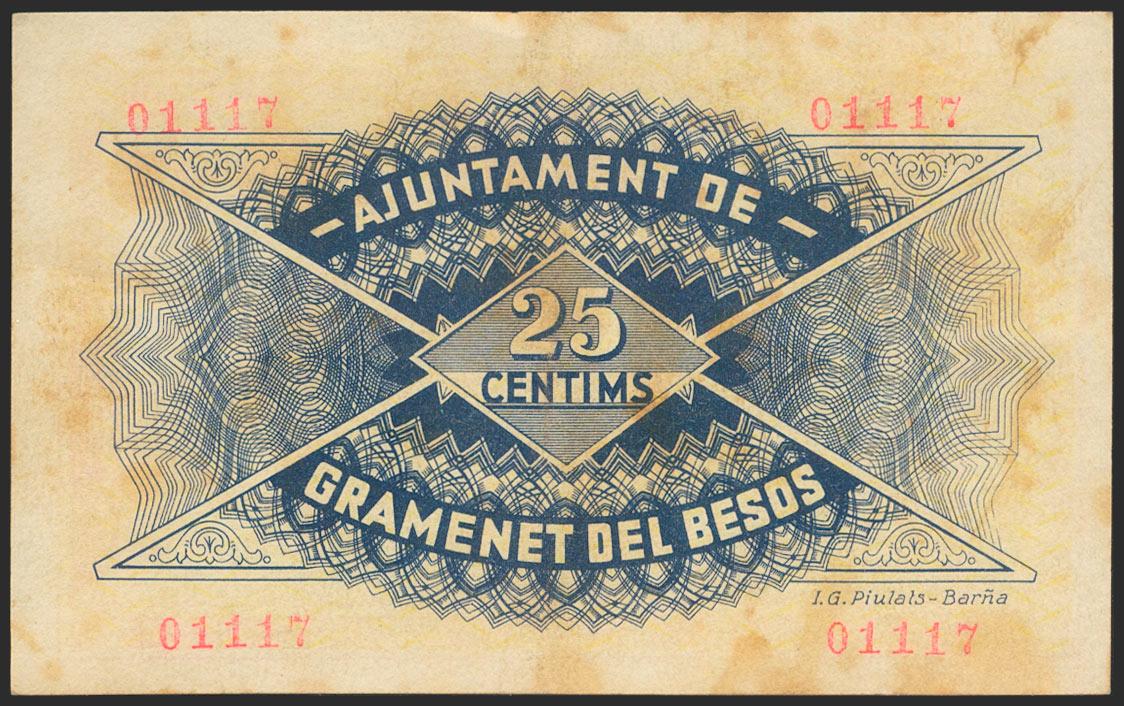 01117 01117
- AJUNTAMENT DE -
25
CENTIMS
GRAMENET DEL BESOS
I.G. Piulats - Barña
01117 01117